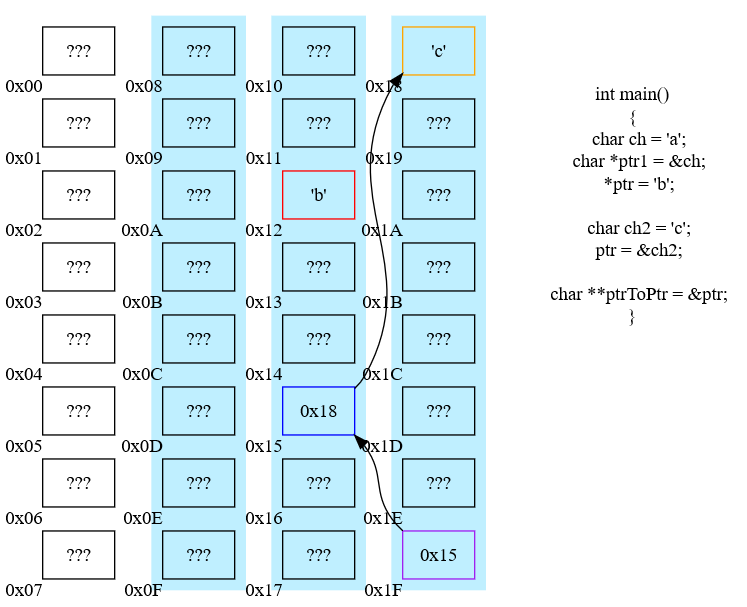 ??? ??? ??? 'c'
0x00 0x08 0x10 0x18
??? ??? ??? ???
0x01 0x09 0x11 0x19
??? ??? 'b' ???
0x02 0x0A 0x12 0x1A
??? ??? ??? ???
0x03 0x0B 0x13 0x1B
??? ??? ??? ???
0x04 0x0C 0x14 0x1C
??? ??? 0x18 ???
0x05 0x0D 0x15 0x1D
??? ??? ??? ???
0x06 0x0E 0x16 0x1E
??? ??? ??? 0x15
0x07 0x0F 0x17 0x1F
int main()
{
char ch = 'a';
char *ptr1 = &ch;
*ptr = 'b';
char ch2 = 'c';
ptr = &ch2;
char **ptrToPtr = &ptr;
}